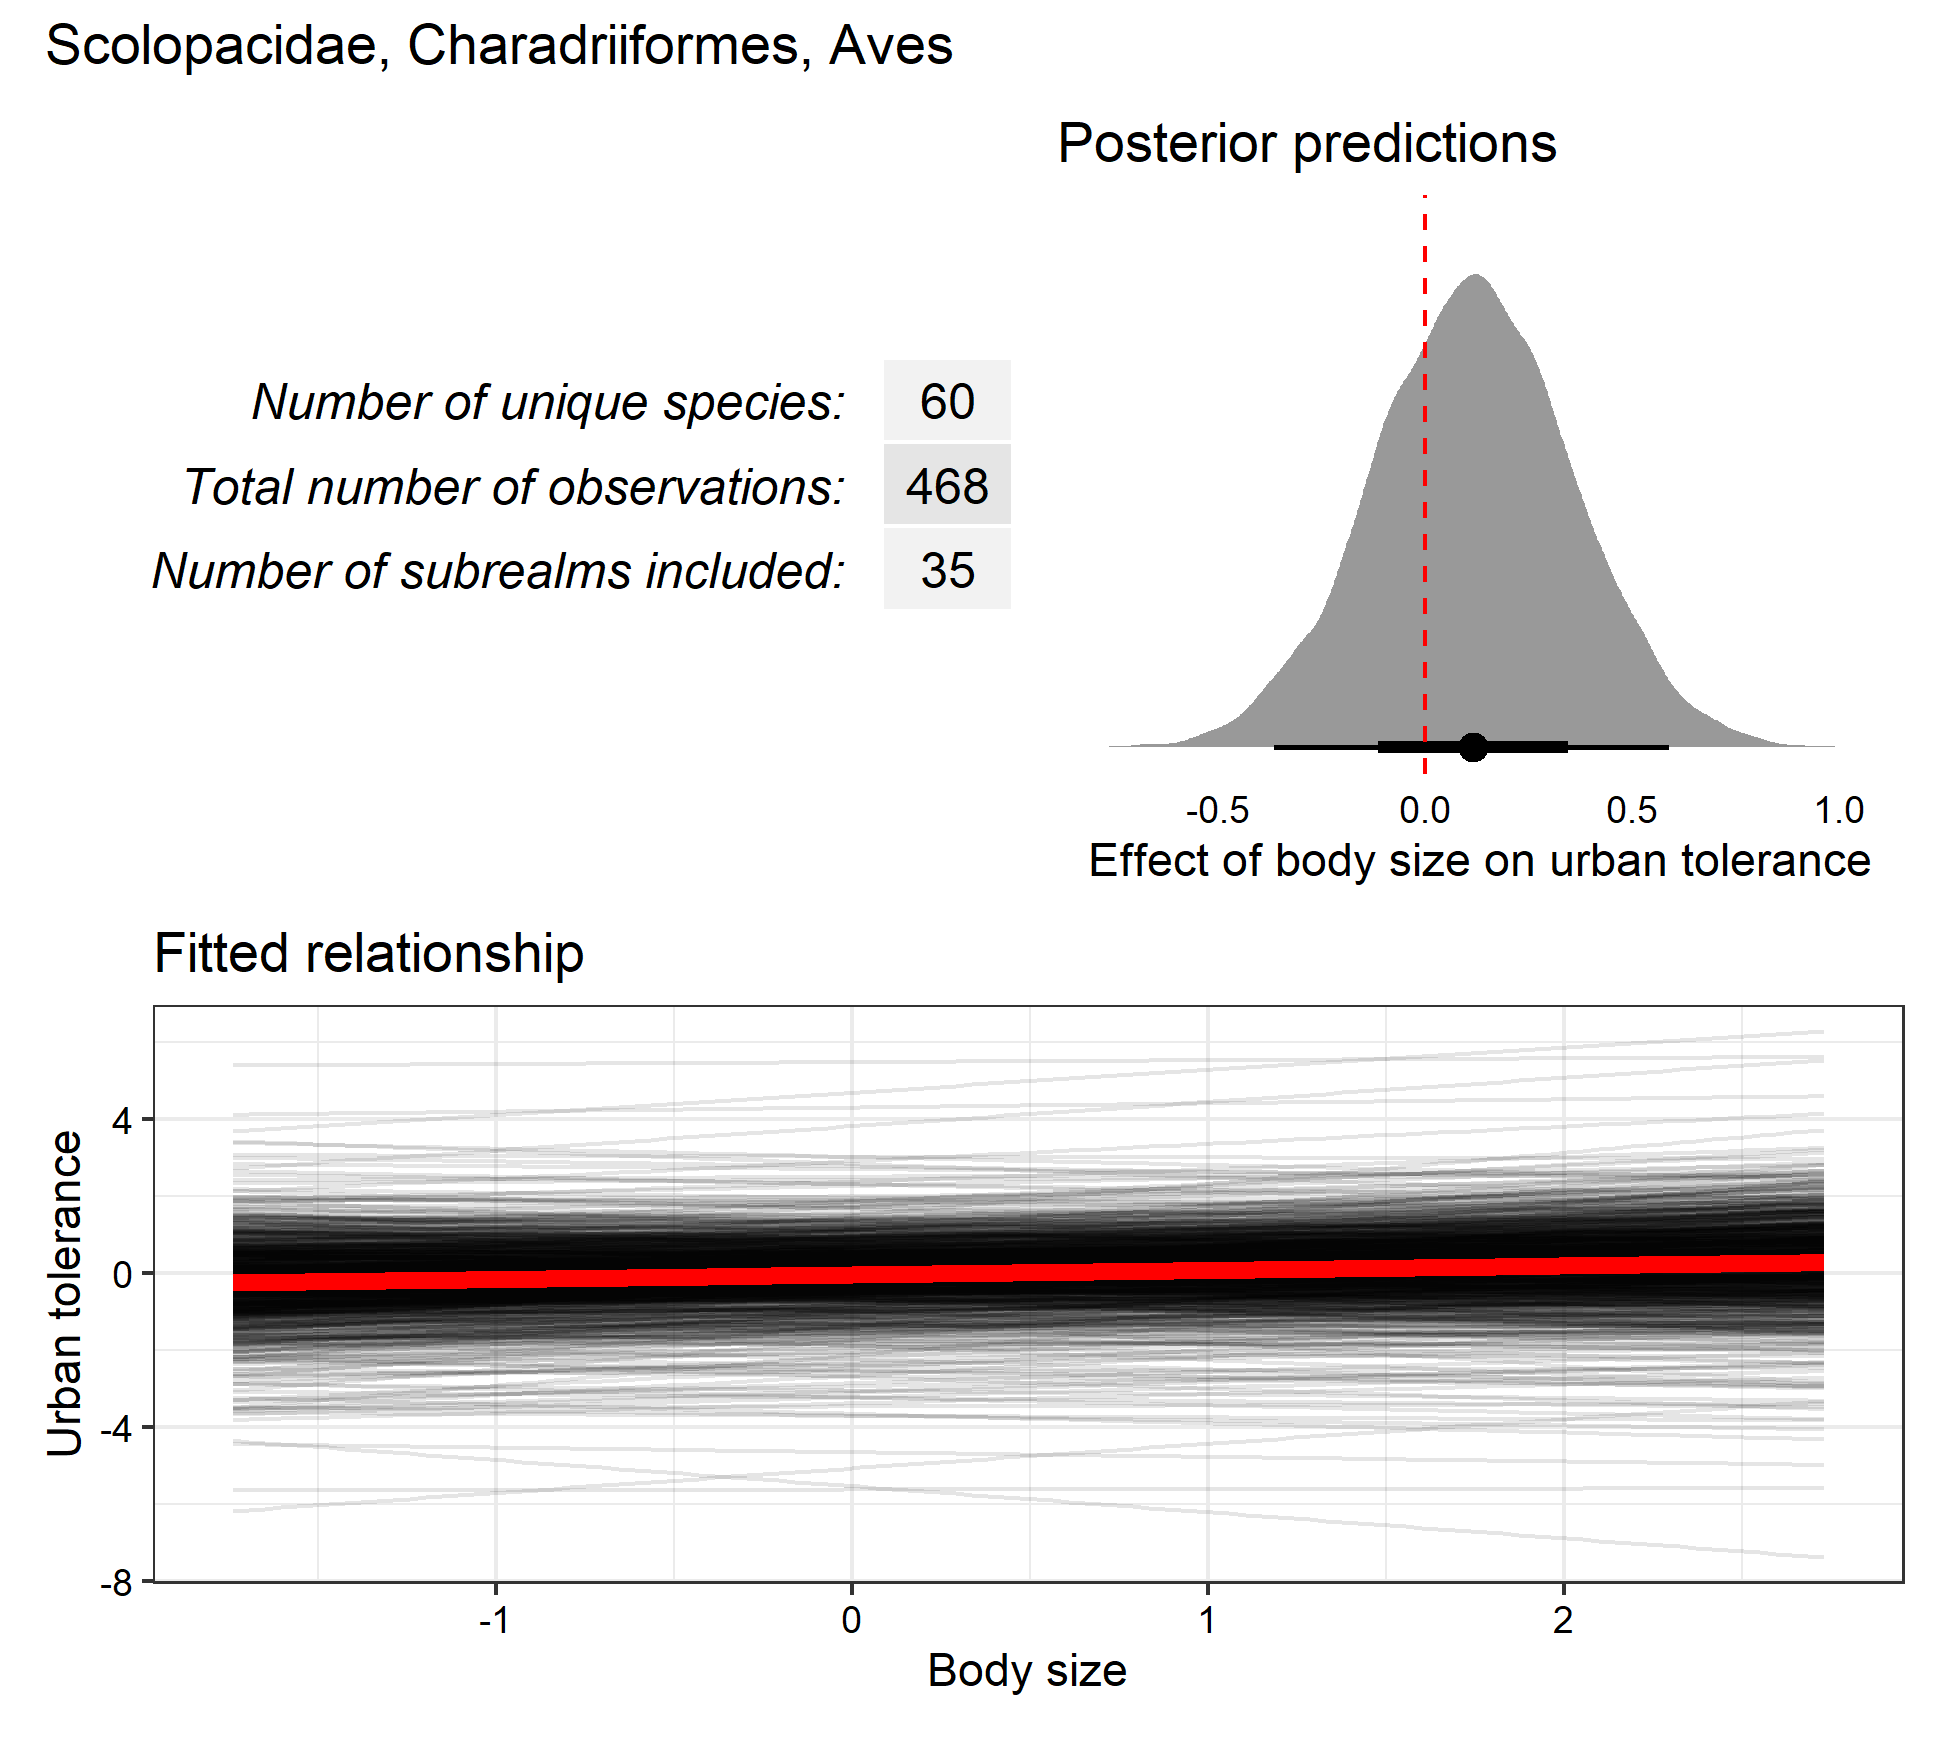 Scolopacidae, Charadriiformes, Aves
Posterior predictions
Number of unique species: 60
Total number of observations: 468
Number of subrealms included: 35
-0.5 0.0 0.5 1.0
Effect of body size on urban tolerance
Fitted relationship
Urban tolerance
4
0
-4
-8
-1 0 1 2
Body size